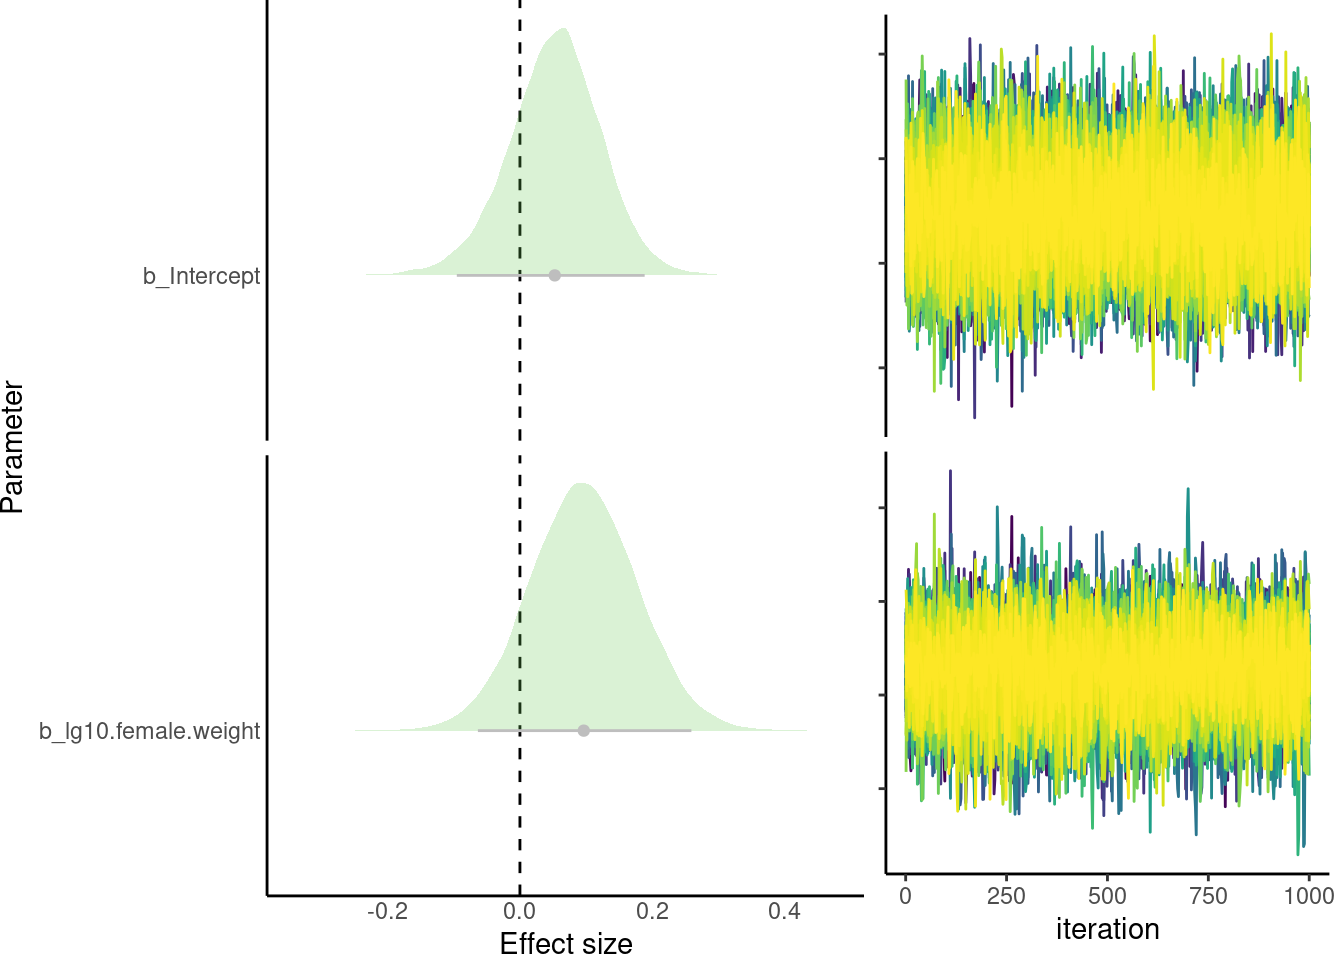 Parameter
b_Intercept
b_lg10.female.weight
-0.2 0.0 0.2 0.4
Effect size
0 250 500 750 1000
iteration